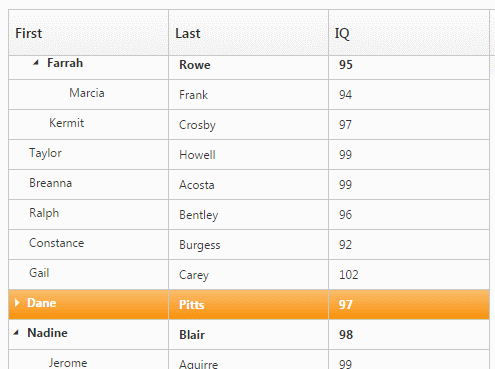 First Last IQ
Farrah Rowe 95
Marcia Frank 94
Kermit Crosby 97
Taylor Howell 99
Breanna Acosta 99
Ralph Bentley 96
Constance Burgess 92
Gail Carey 102
Dane Pitts 97
Nadine Blair 98
Jerome Aguirre 99